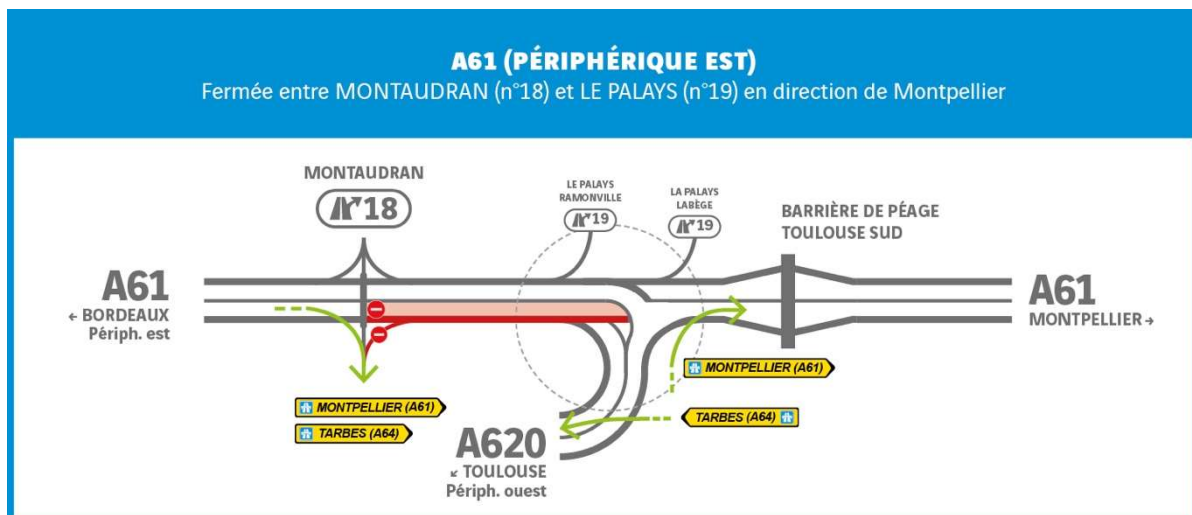 A61 (PÉRIPHÉRIQUE EST)
Fermée entre MONTAUDRAN (n°18) et LE PALAYS (n°19) en direction de Montpellier
MONTAUDRAN
18
LE PALAYS
RAMONVILLE
19
LA PALAYS
LABÈGE
19
BARRIÈRE DE PÉAGE
TOULOUSE SUD
A61
← BORDEAUX
Périph. est
A61
MONTPELLIER →
MONTPELLIER (A61)
TARBES (A64)
MONTPELLIER (A61)
TARBES (A64)
A620
↙ TOULOUSE
Périph. ouest